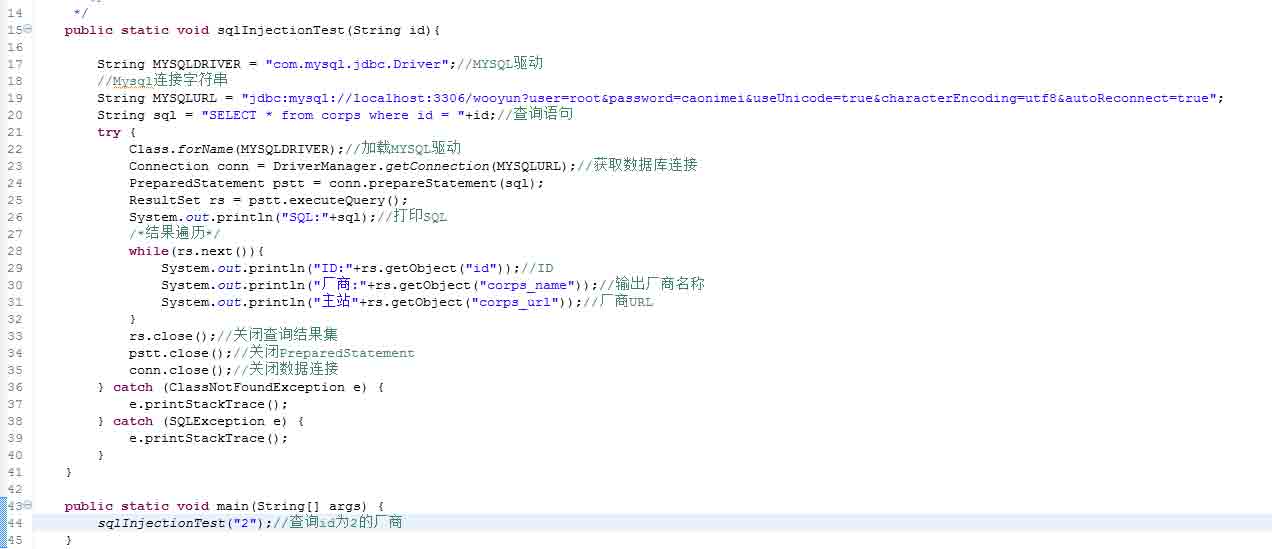 14 */
15 public static void sqlInjectionTest(String id){
16
17 String MYSQLDRIVER = "com.mysql.jdbc.Driver";//MYSQL驱动
18 //Mysql连接字符串
19 String MYSQLURL = "jdbc:mysql://localhost:3306/wooyun?user=root&password=caonimei&useUnicode=true&characterEncoding=utf8&autoReconnect=true";
20 String sql = "SELECT * from corps where id = "+id;//查询语句
21 try {
22 Class.forName(MYSQLDRIVER);//加载MYSQL驱动
23 Connection conn = DriverManager.getConnection(MYSQLURL);//获取数据库连接
24 PreparedStatement pstt = conn.prepareStatement(sql);
25 ResultSet rs = pstt.executeQuery();
26 System.out.println("SQL:"+sql);//打印SQL
27 /*结果遍历*/
28 while(rs.next()){
29 System.out.println("ID:"+rs.getObject("id"));//ID
30 System.out.println("厂商:"+rs.getObject("corps_name"));//输出厂商名称
31 System.out.println("主站"+rs.getObject("corps_url"));//厂商URL
32 }
33 rs.close();//关闭查询结果集
34 pstt.close();//关闭PreparedStatement
35 conn.close();//关闭数据连接
36 } catch (ClassNotFoundException e) {
37 e.printStackTrace();
38 } catch (SQLException e) {
39 e.printStackTrace();
40 }
41 }
42
43 public static void main(String[] args) {
44 sqlInjectionTest("2");//查询id为2的厂商
45 }